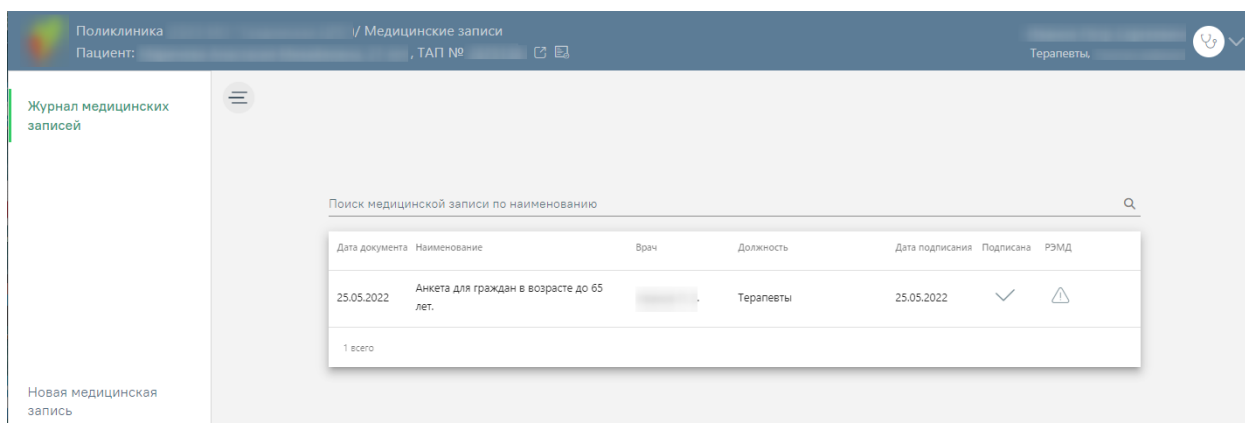 Поликлиника / Медицинские записи
Пациент: , ТАП №
Терапевты,
Журнал медицинских
записей
Поиск медицинской записи по наименованию
Дата документа Наименование Врач Должность Дата подписания Подписана РЭМД
25.05.2022 Анкета для граждан в возрасте до 65 лет. Терапевты 25.05.2022
1 всего
Новая медицинская
запись